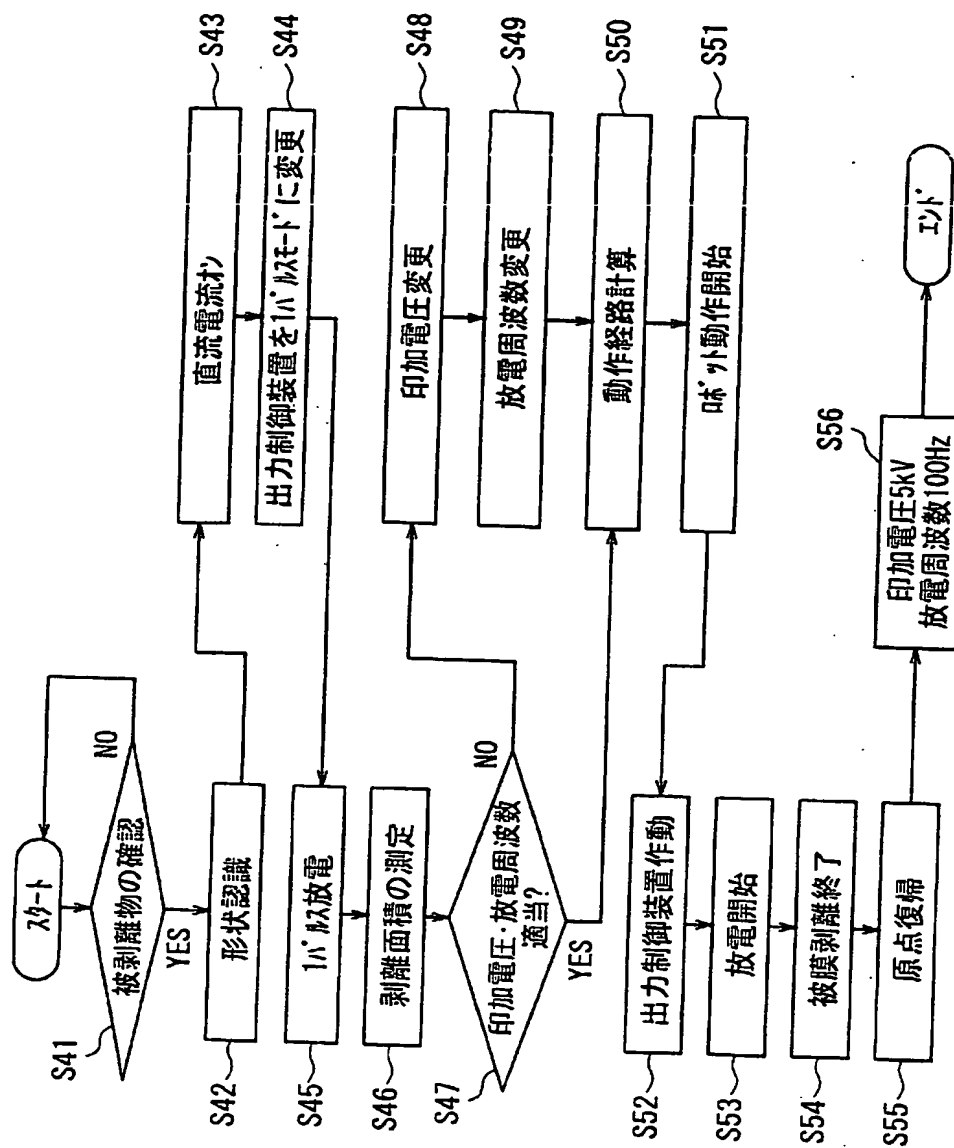 スタート
被剥離物の確認
S41
NO
YES
形状認識
S42
直流電流オン
S43
出力制御装置を1パルスモードに変更
S44
1パルス放電
S45
剥離面積の測定
S46
印加電圧・放電周波数
適当?
S47
NO
YES
印加電圧変更
S48
放電周波数変更
S49
動作経路計算
S50
ロボット動作開始
S51
出力制御装置作動
S52
放電開始
S53
被膜剥離終了
S54
原点復帰
S55
印加電圧5kV
放電周波数100Hz
S56
エンド